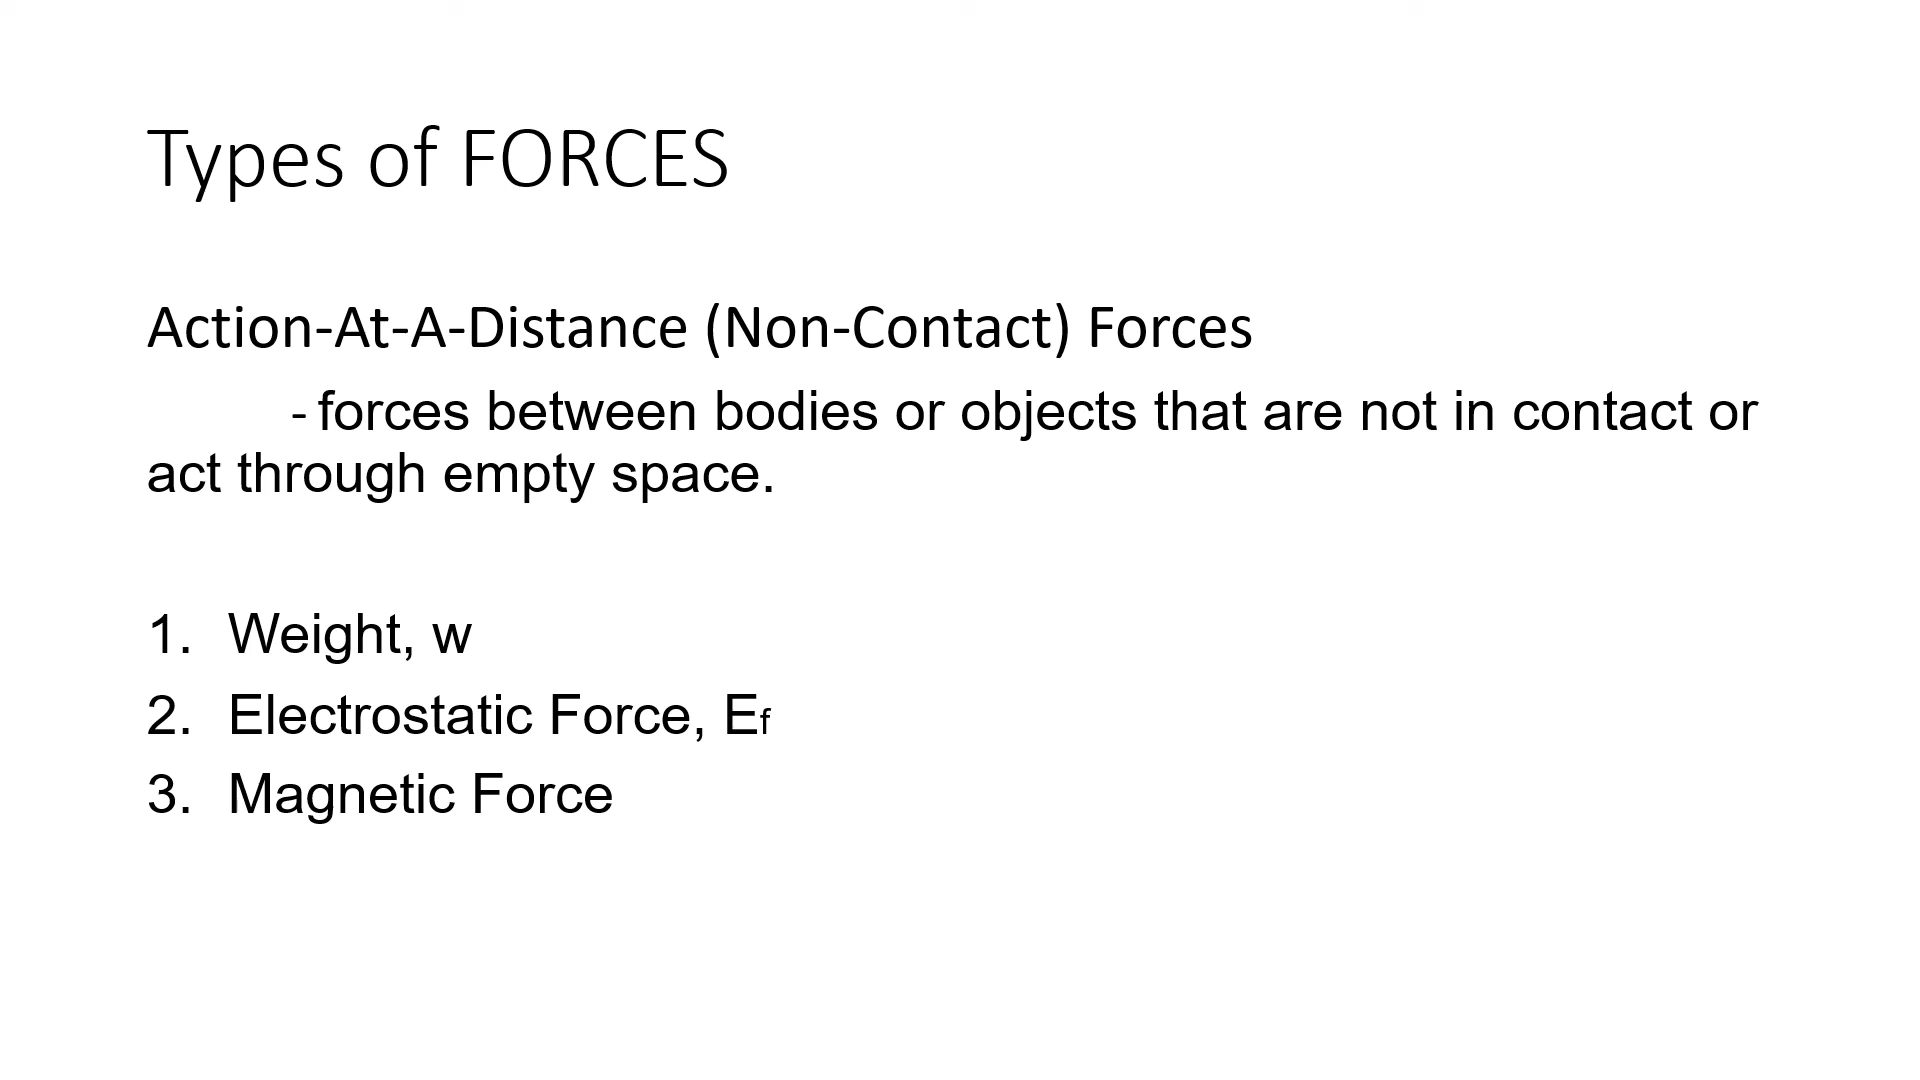 Types of FORCES
Action-At-A-Distance (Non-Contact) Forces
- forces between bodies or objects that are not in contact or
act through empty space.
1. Weight, w
2. Electrostatic Force, Ef
3. Magnetic Force